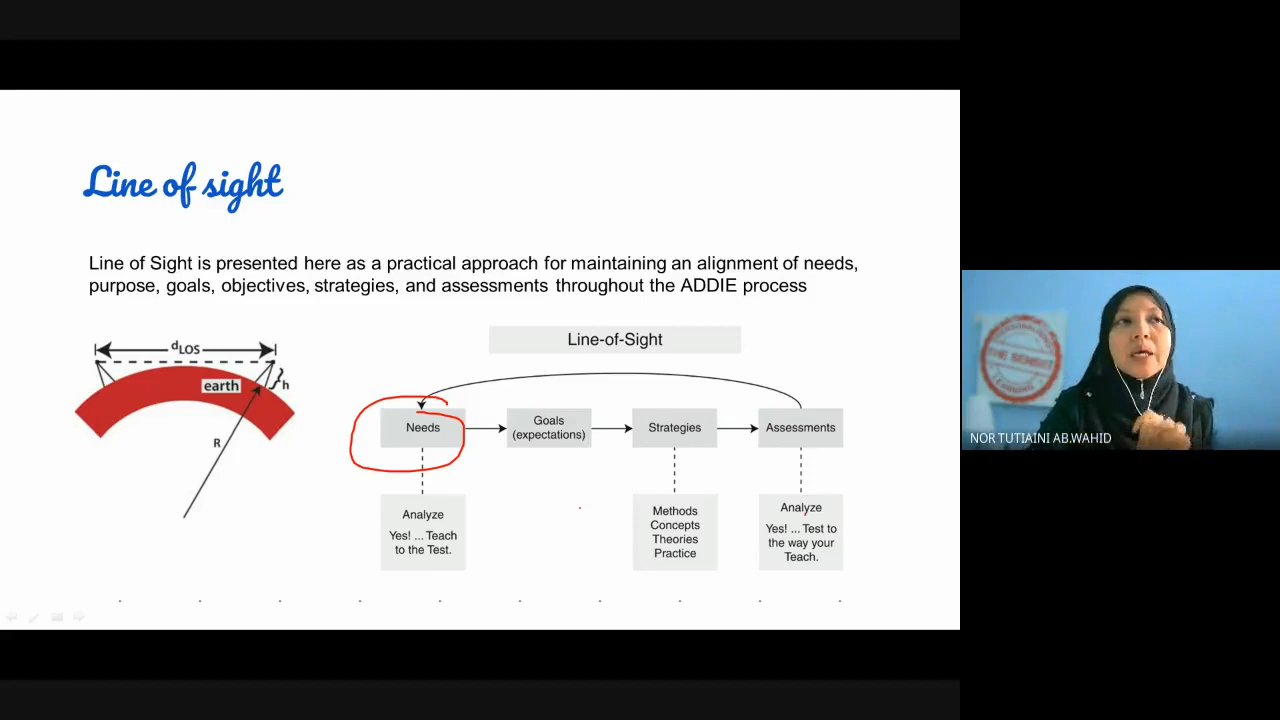 Line of sight
Line of Sight is presented here as a practical approach for maintaining an alignment of needs,
purpose, goals, objectives, strategies, and assessments throughout the ADDIE process
dLOS
earth
h
R
Line-of-Sight
Needs
Goals
(expectations)
Strategies
Assessments
Analyze
Yes! ... Teach
to the Test.
Methods
Concepts
Theories
Practice
Analyze
Yes! ... Test to
the way your
Teach.
THE SENSEI
NOR TUTIAINI AB.WAHID